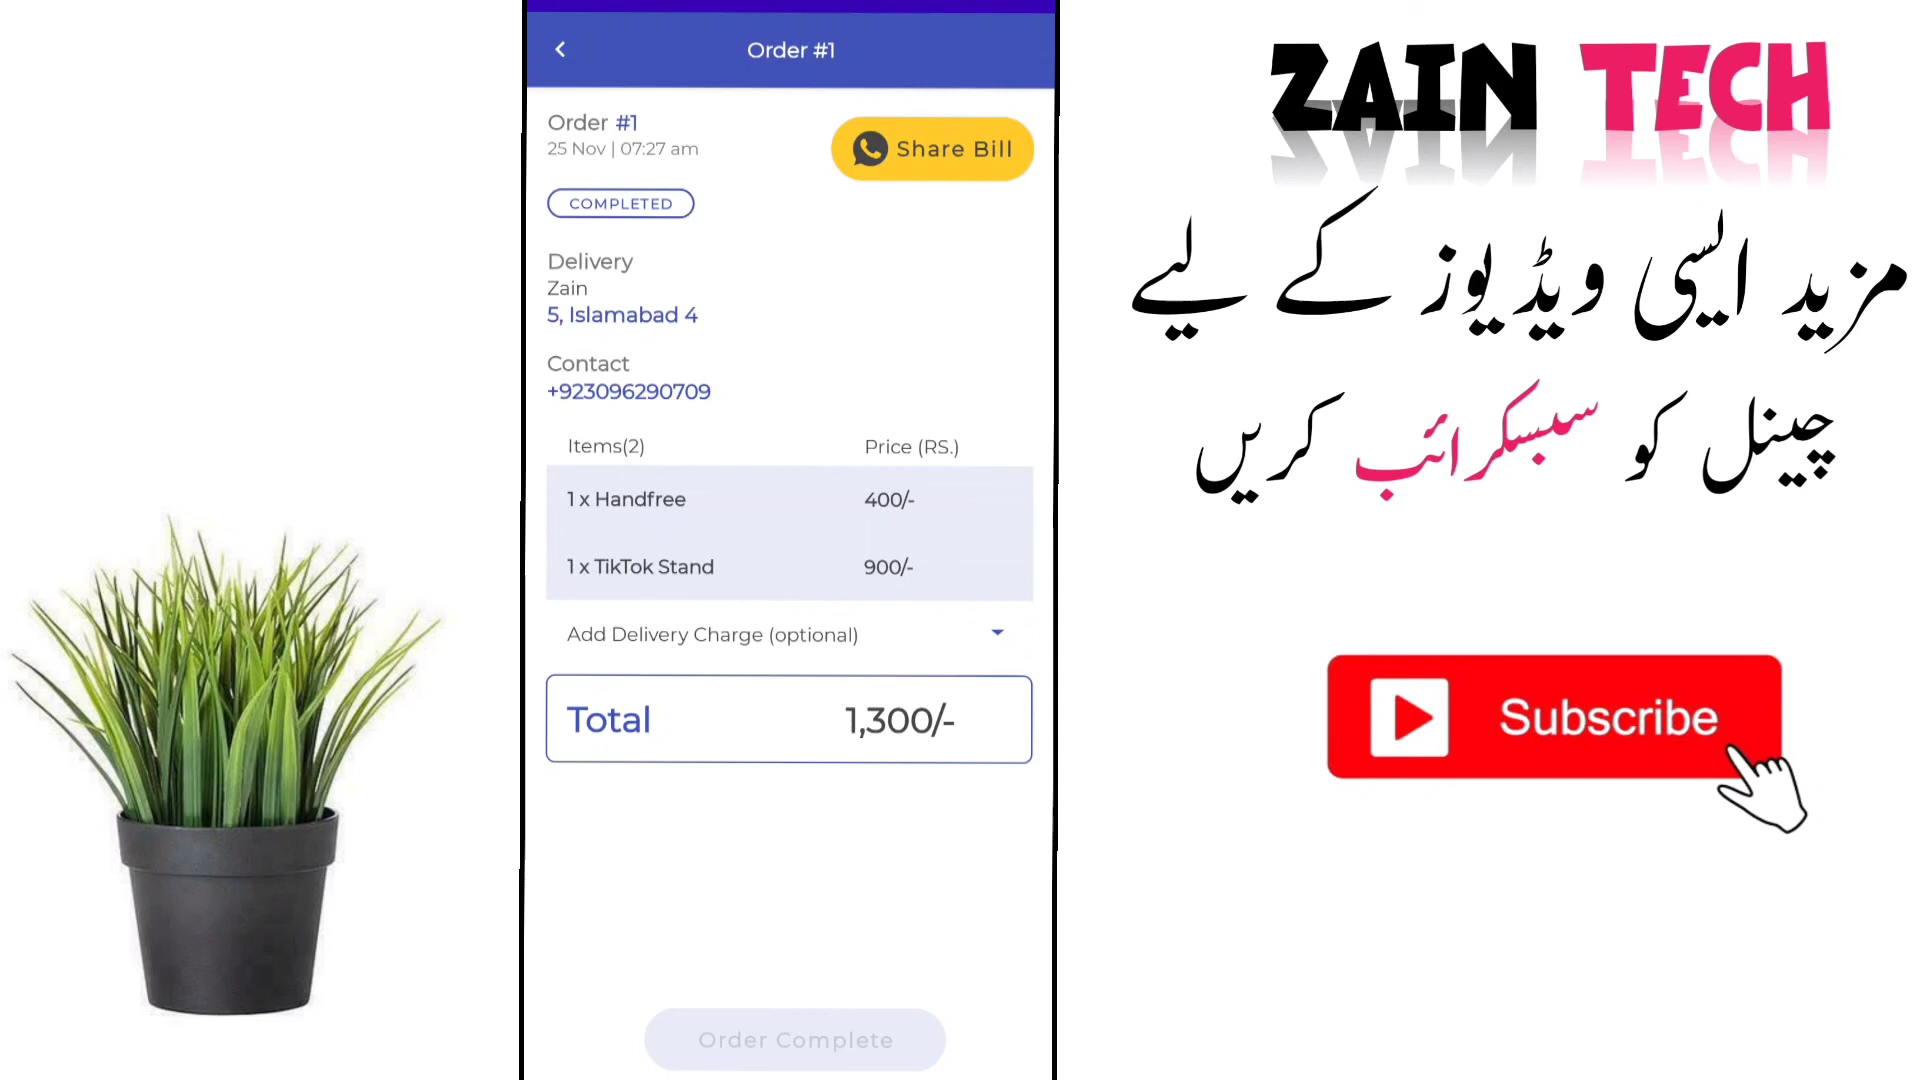 Order #1
Order #1
25 Nov | 07:27 am
Share Bill
COMPLETED
Delivery
Zain
5, Islamabad 4
Contact
+923096290709
Items(2) Price (RS.)
1 x Handfree 400/-
1 x TikTok Stand 900/-
Add Delivery Charge (optional)
Total 1,300/-
Order Complete
ZAIN TECH
مزید ایسی ویڈیوز کے لیے
چینل کو سبسکرائب کریں
Subscribe